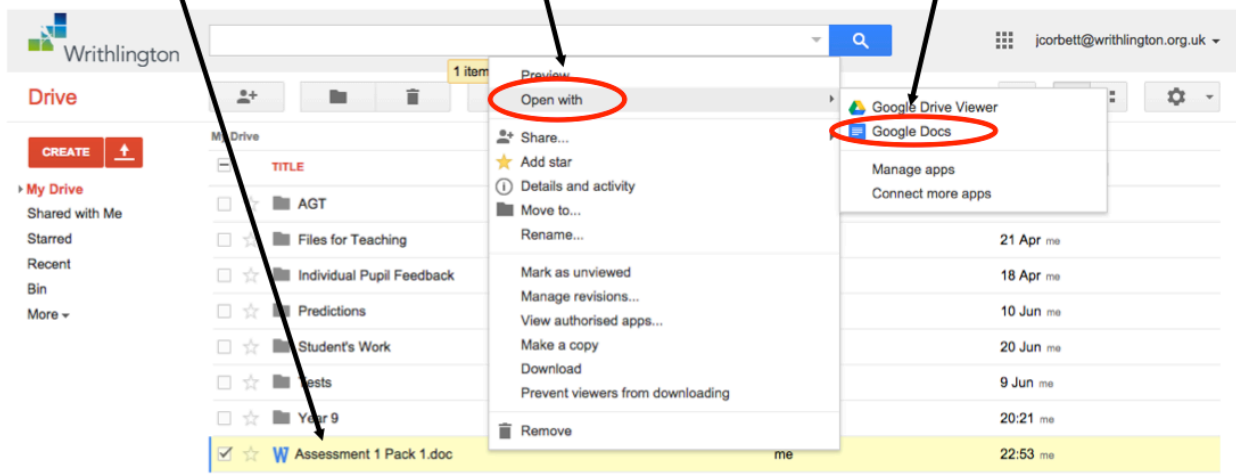 Writhlington
jcorbett@writhlington.org.uk
1 item
Preview
Drive
Open with
Google Drive Viewer
My Drive
Share...
Google Docs
CREATE
TITLE
Add star
Manage apps
My Drive
AGT
Details and activity
Connect more apps
Shared with Me
Move to...
Starred
Files for Teaching
Rename...
21 Apr me
Recent
Individual Pupil Feedback
Mark as unviewed
18 Apr me
Bin
Manage revisions...
More
Predictions
View authorised apps...
10 Jun me
Student's Work
Make a copy
20 Jun me
Download
Tests
Prevent viewers from downloading
9 Jun me
Year 9
20:21 me
Remove
W Assessment 1 Pack 1.doc me 22:53 me